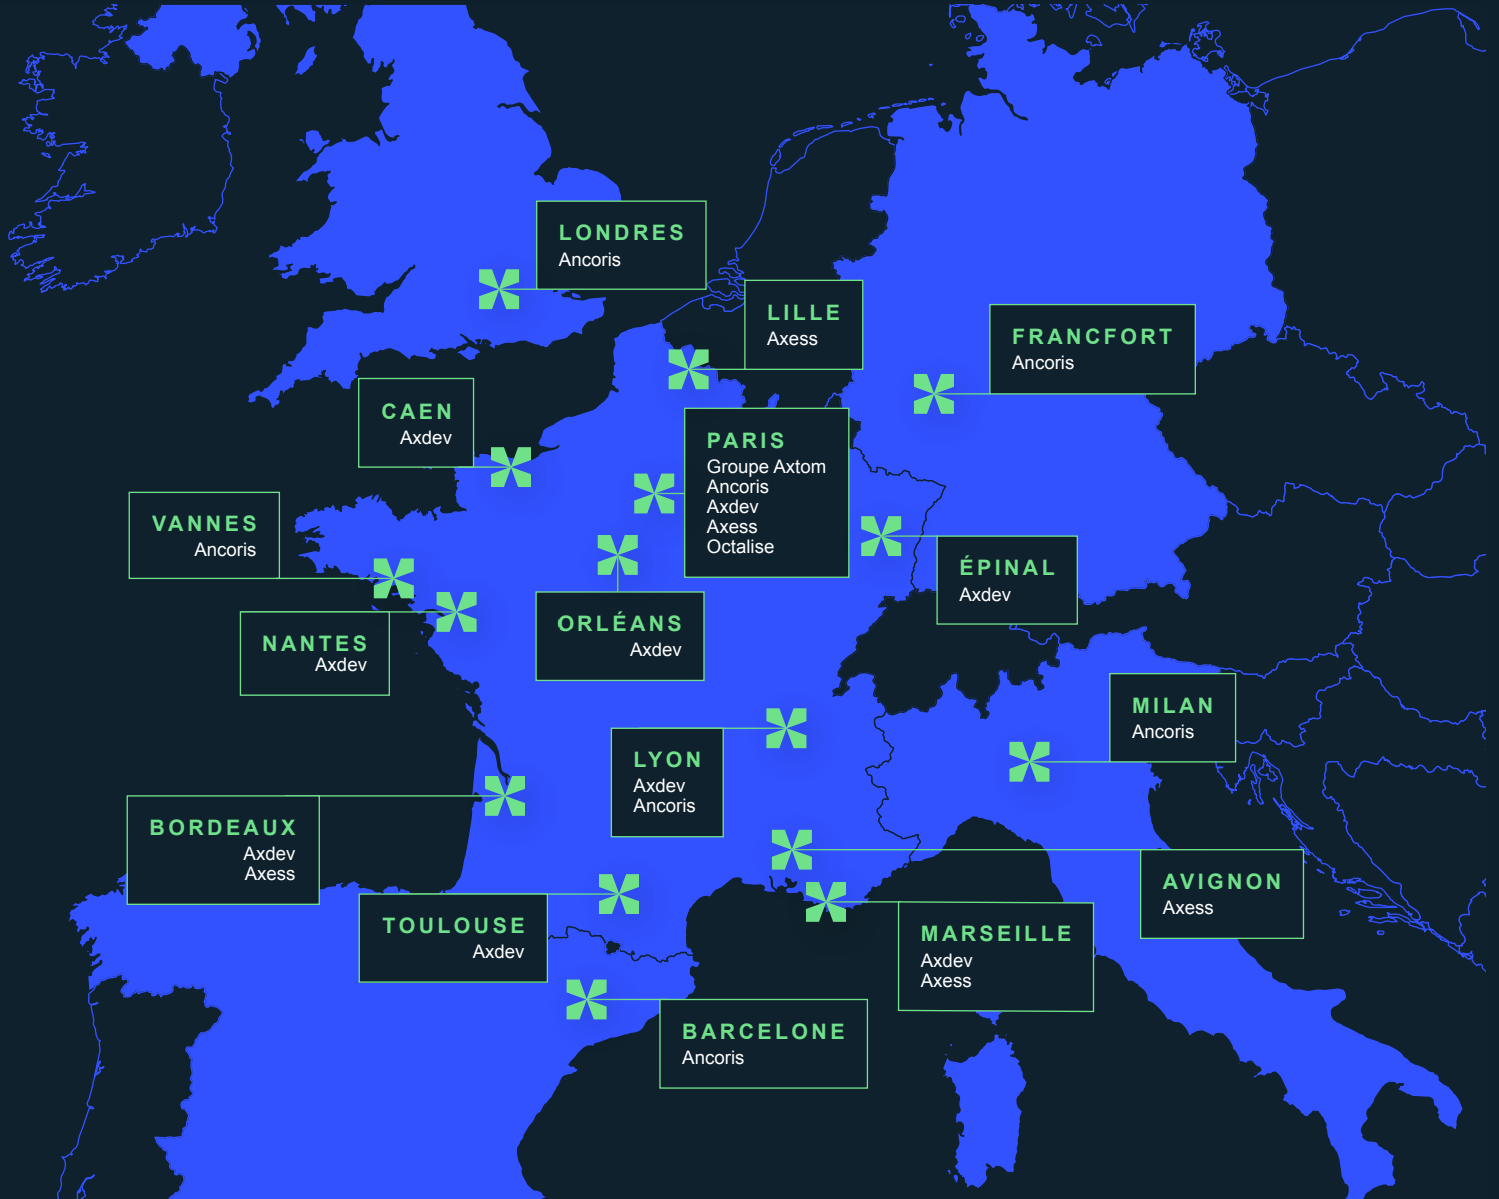 LONDRES
Ancoris
LILLE
Axess
FRANCFORT
Ancoris
CAEN
Axdev
PARIS
Groupe Axtom
Ancoris
Axdev
Axess
Octalise
VANNES
Ancoris
ÉPINAL
Axdev
NANTES
Axdev
ORLÉANS
Axdev
MILAN
Ancoris
LYON
Axdev
Ancoris
BORDEAUX
Axdev
Axess
AVIGNON
Axess
TOULOUSE
Axdev
MARSEILLE
Axdev
Axess
BARCELONE
Ancoris